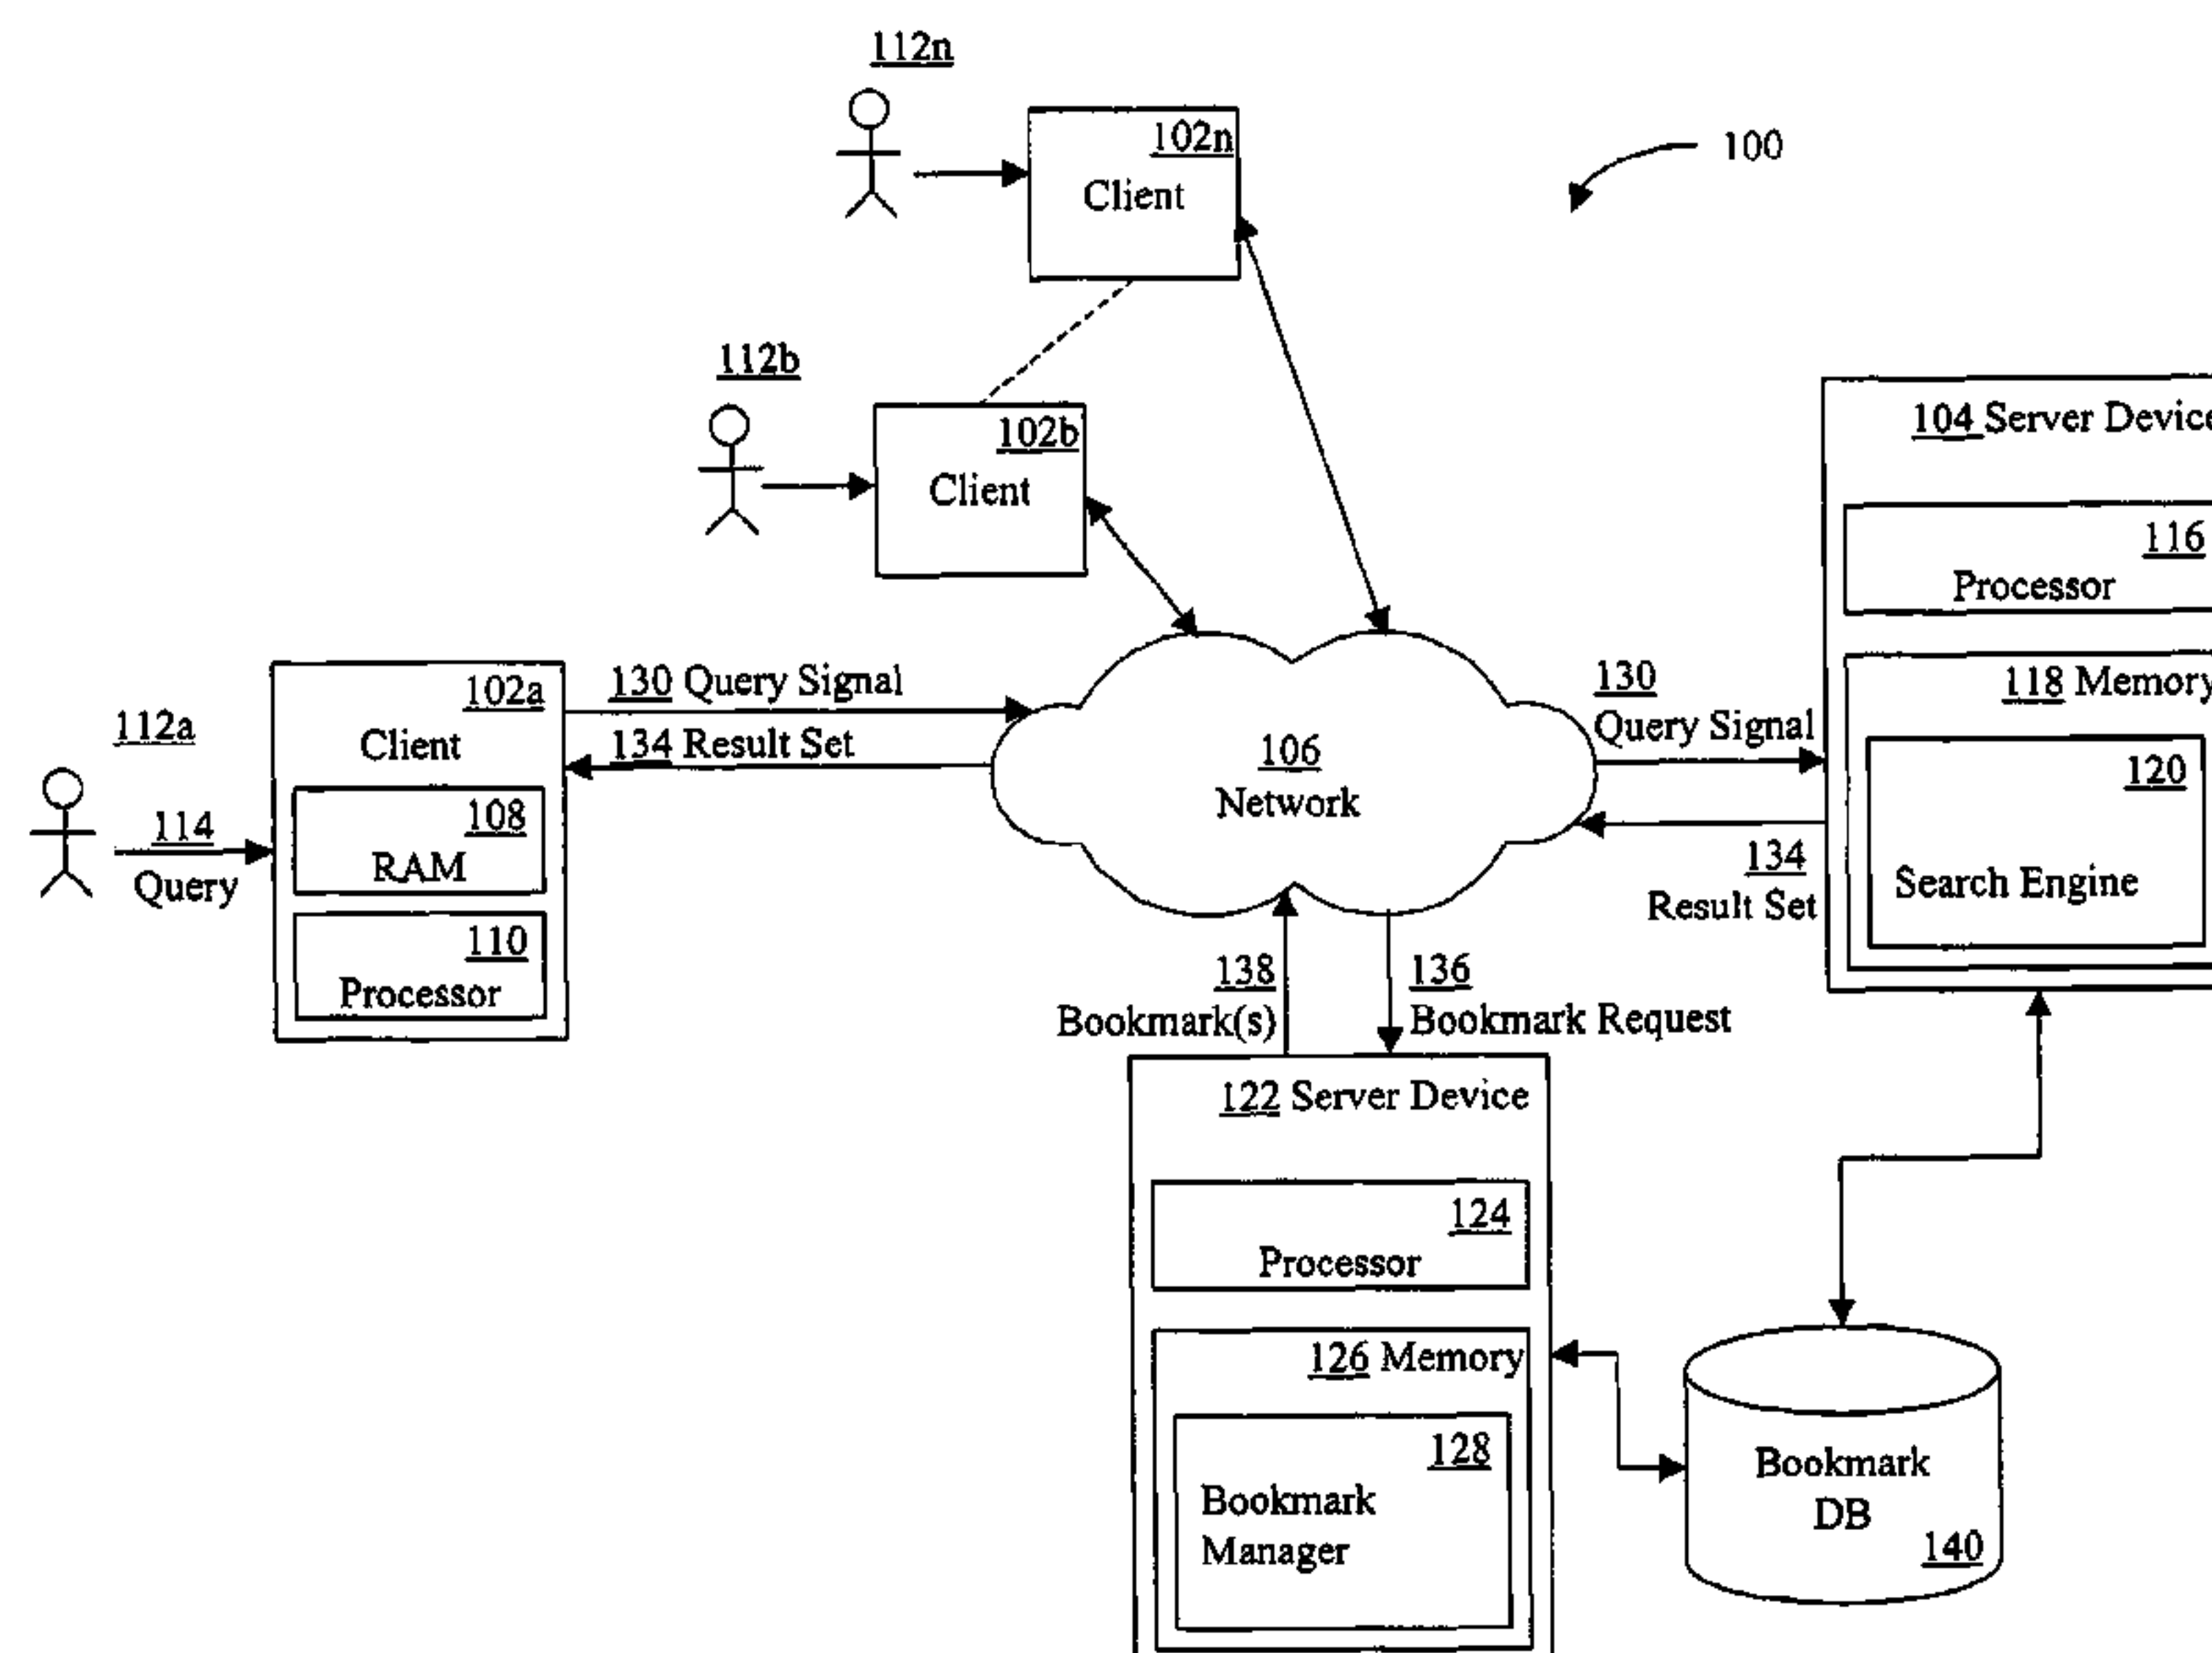 112n
102n
Client
100
112b
102b
Client
104 Server Device
116
Processor
118 Memory
120
Search Engine
112a
102a
Client
108
RAM
110
Processor
114
Query
130 Query Signal
134 Result Set
106
Network
130
Query Signal
134
Result Set
138
Bookmark(s)
136
Bookmark Request
122 Server Device
124
Processor
126 Memory
128
Bookmark
Manager
Bookmark
DB
140